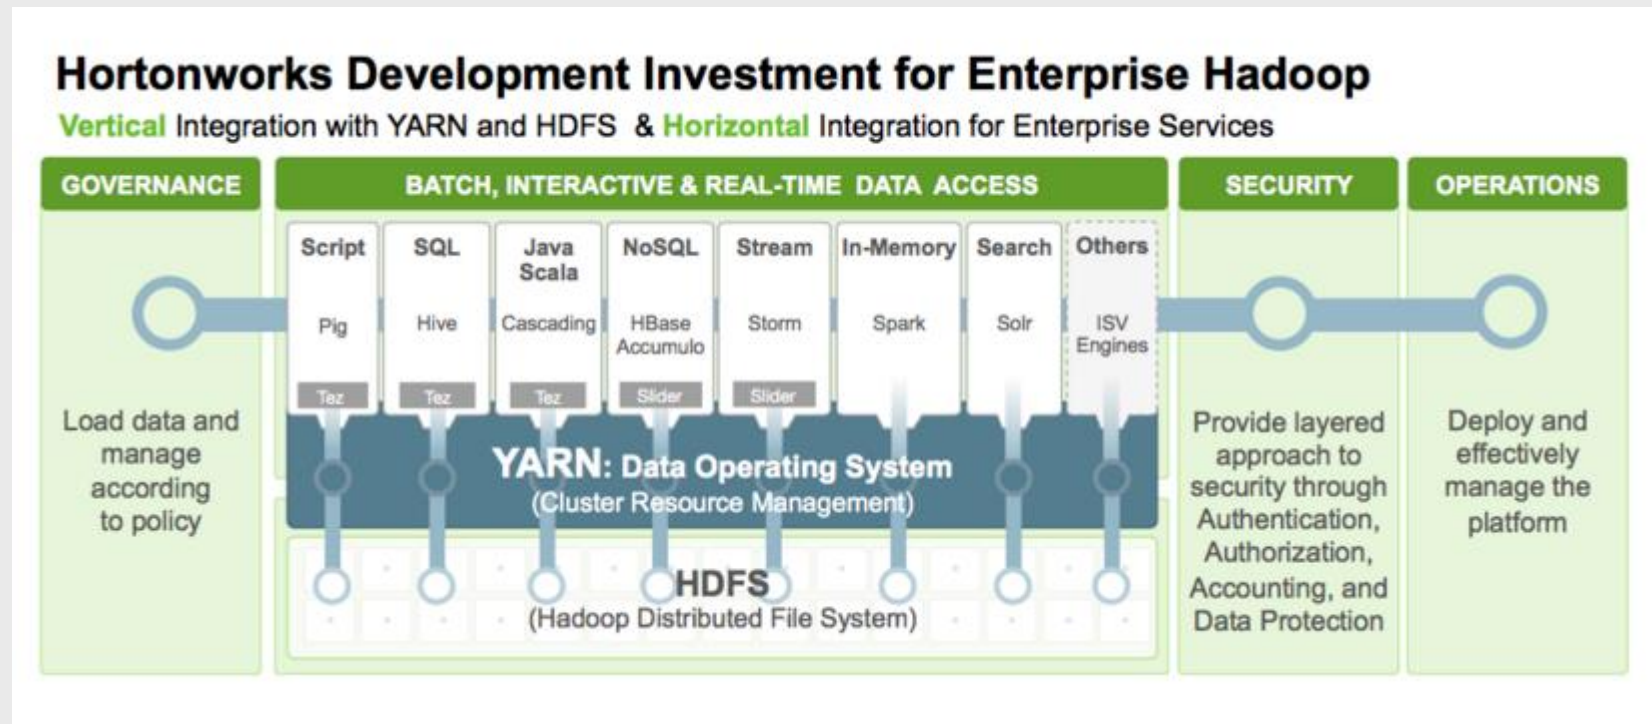 Hortonworks Development Investment for Enterprise Hadoop
Vertical Integration with YARN and HDFS & Horizontal Integration for Enterprise Services
GOVERNANCE
Load data and
manage
according
to policy
BATCH, INTERACTIVE & REAL-TIME DATA ACCESS
Script
Pig
Tez
SQL
Hive
Tez
Java
Scala
Cascading
Tez
NoSQL
HBase
Accumulo
Slider
Stream
Storm
Slider
In-Memory
Spark
Search
Solr
Others
ISV
Engines
YARN: Data Operating System
(Cluster Resource Management)
HDFS
(Hadoop Distributed File System)
SECURITY
Provide layered
approach to
security through
Authentication,
Authorization,
Accounting, and
Data Protection
OPERATIONS
Deploy and
effectively
manage the
platform